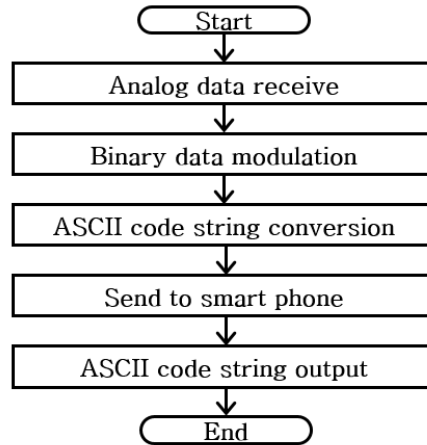 Start
Analog data receive
Binary data modulation
ASCII code string conversion
Send to smart phone
ASCII code string output
End